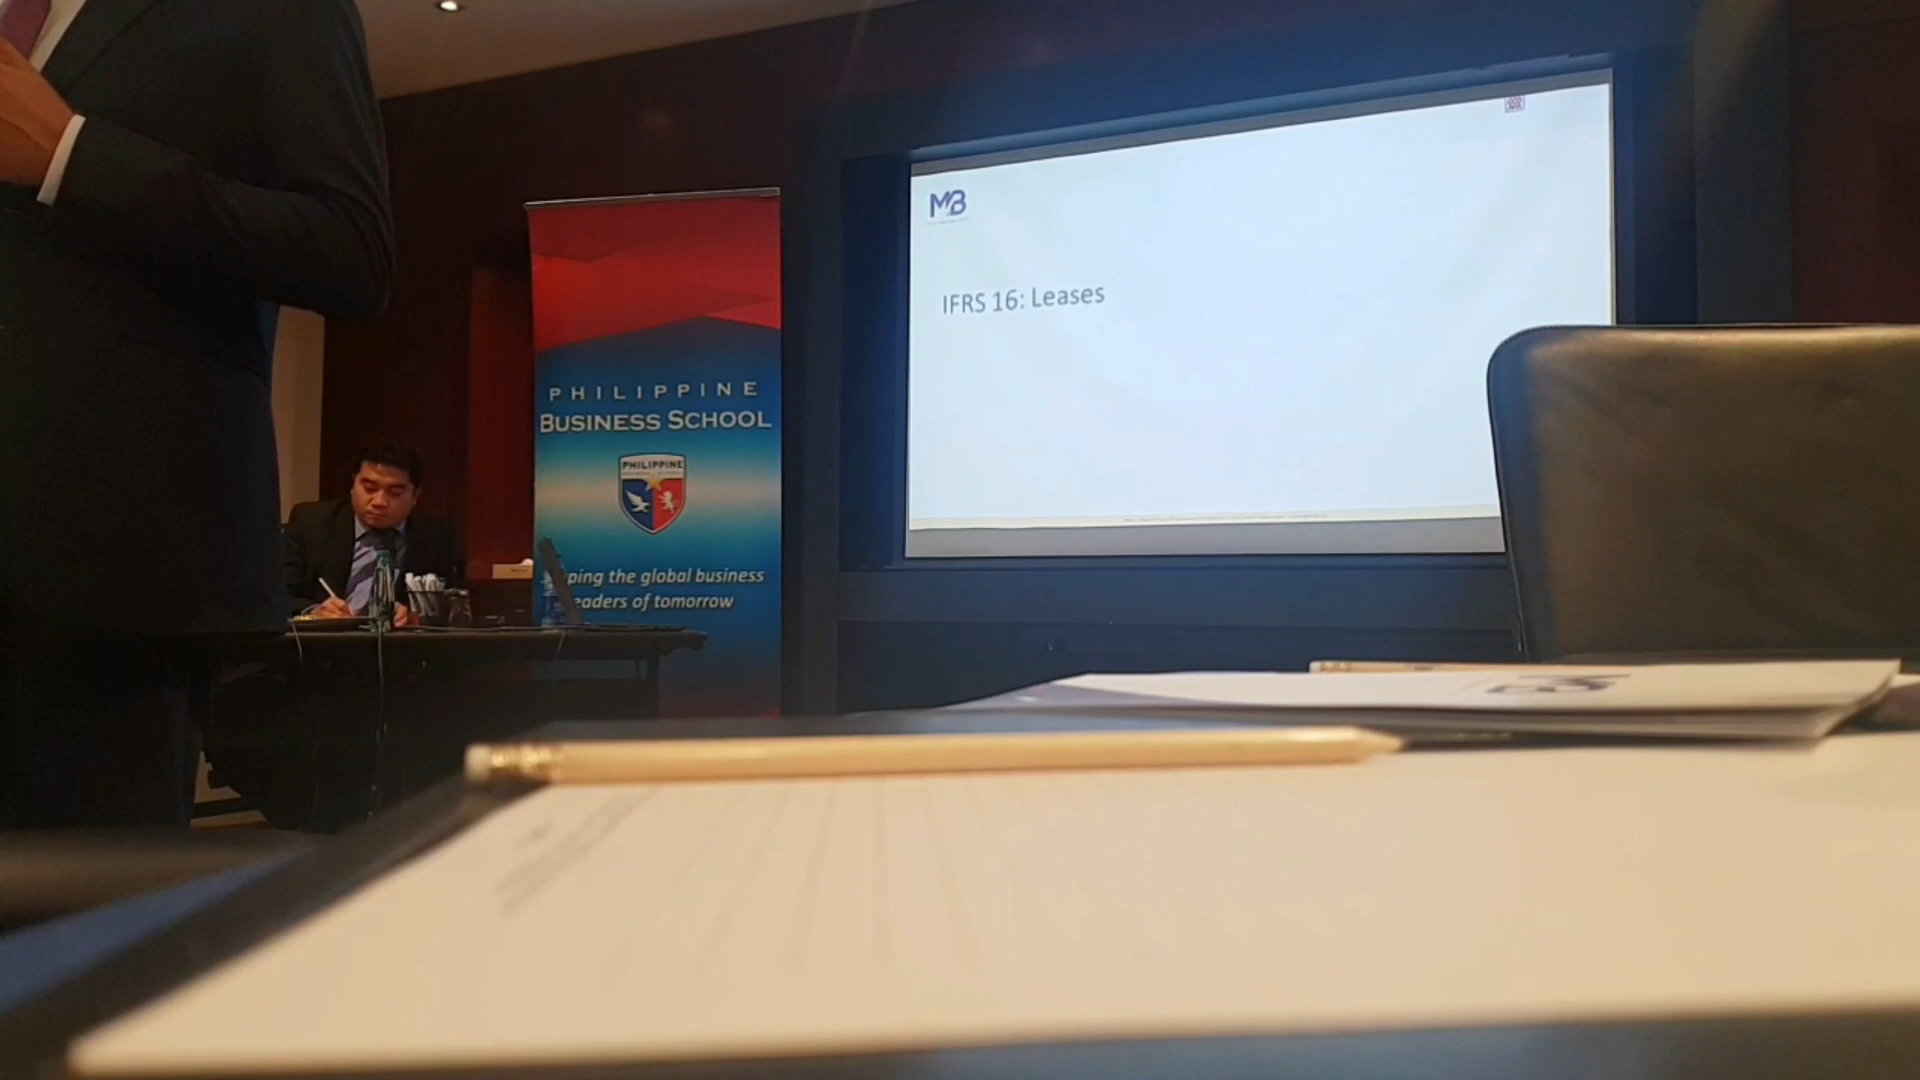 PHILIPPINE
BUSINESS SCHOOL
PHILIPPINE
ping the global business
eaders of tomorrow
MB
IFRS 16: Leases